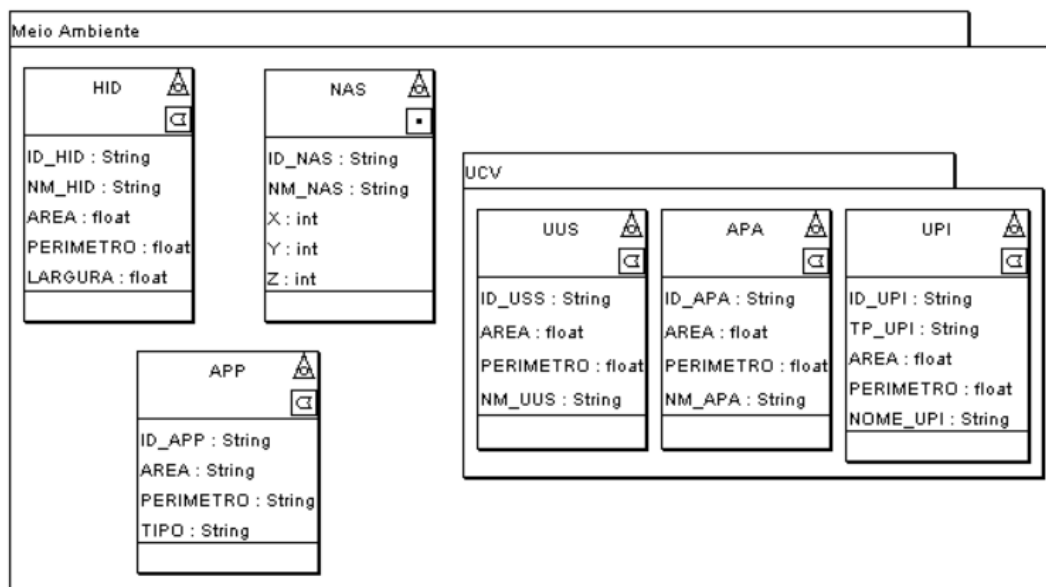 Meio Ambiente
HID
ID_HID : String
NM_HID : String
AREA : float
PERIMETRO : float
LARGURA : float
NAS
ID_NAS : String
NM_NAS : String
X : int
Y : int
Z : int
UCV
UUS
ID_USS : String
AREA : float
PERIMETRO : float
NM_UUS : String
APA
ID_APA : String
AREA : float
PERIMETRO : float
NM_APA : String
UPI
ID_UPI : String
TP_UPI : String
AREA : float
PERIMETRO : float
NOME_UPI : String
APP
ID_APP : String
AREA : String
PERIMETRO : String
TIPO : String